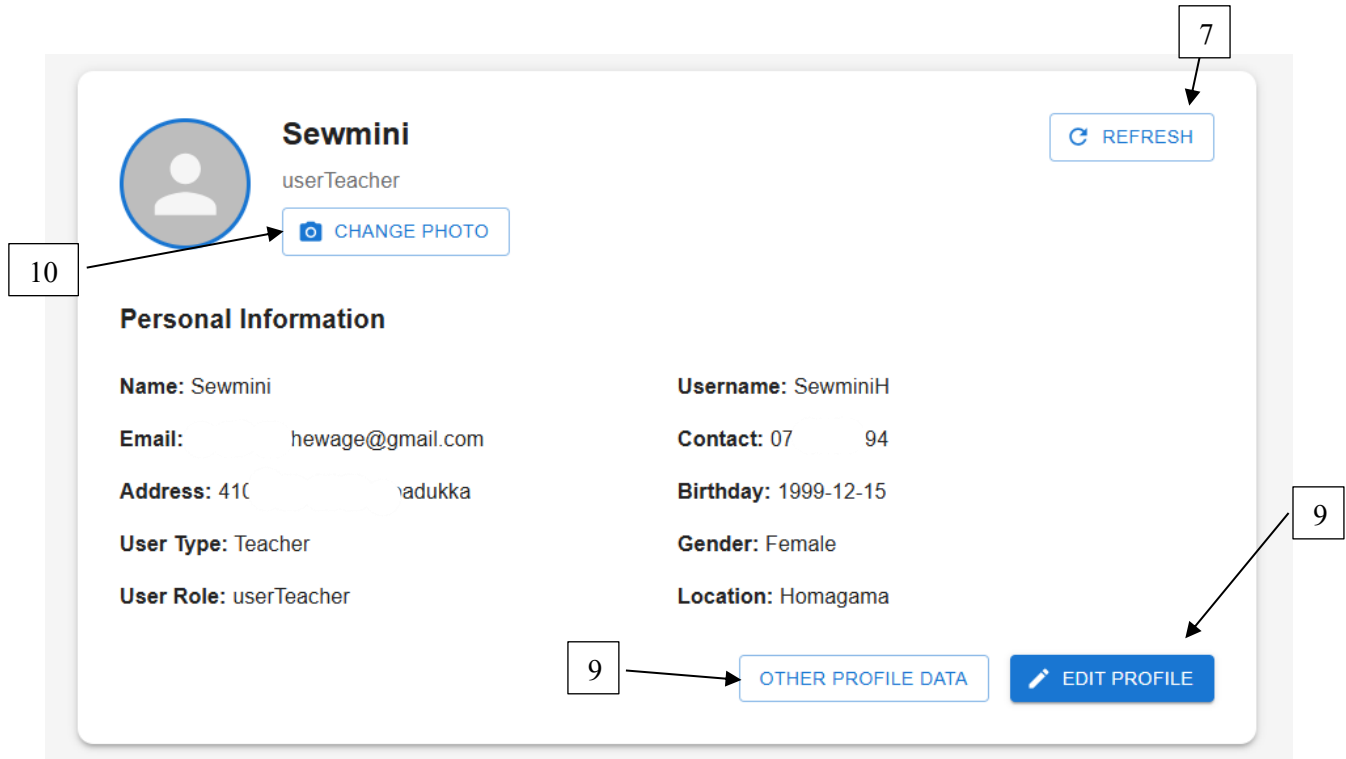 7
Sewmini
REFRESH
userTeacher
CHANGE PHOTO
10
Personal Information
Name: Sewmini
Username: SewminiH
Email: hewage@gmail.com
Contact: 07 94
Address: 410
Birthday: 1999-12-15
9
User Type: Teacher
Gender: Female
User Role: userTeacher
Location: Homagama
9
OTHER PROFILE DATA
EDIT PROFILE